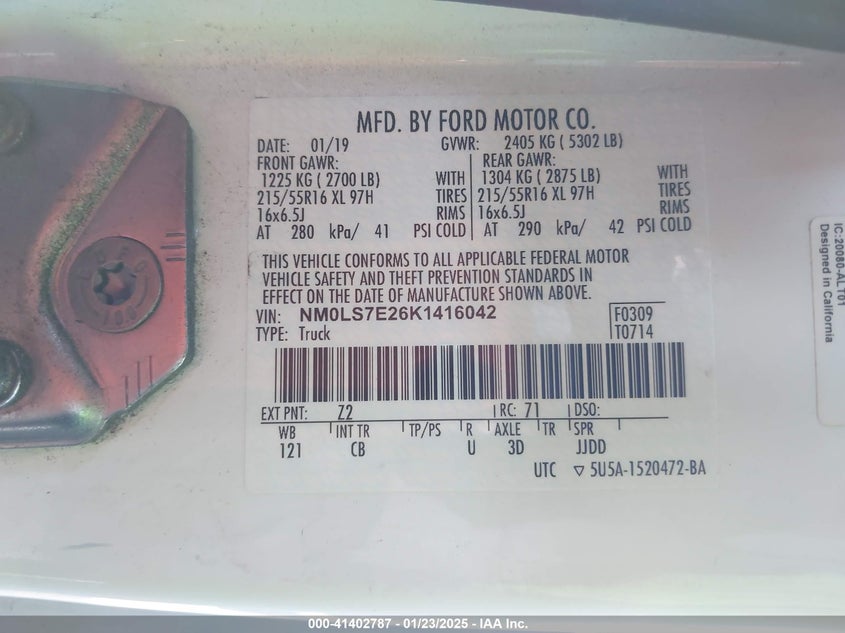 MFD. BY FORD MOTOR CO.
DATE: 01/19 GVWR: 2405 KG ( 5302 LB)
FRONT GAWR: REAR GAWR:
1225 KG ( 2700 LB) WITH 1304 KG ( 2875 LB) WITH
215/55R16 XL 97H TIRES 215/55R16 XL 97H TIRES
16x6.5J RIMS 16x6.5J RIMS
AT 280 kPa/ 41 PSI COLD AT 290 kPa/ 42 PSI COLD
THIS VEHICLE CONFORMS TO ALL APPLICABLE FEDERAL MOTOR
VEHICLE SAFETY AND THEFT PREVENTION STANDARDS IN
EFFECT ON THE DATE OF MANUFACTURE SHOWN ABOVE.
VIN: NM0LS7E26K1416042 F0309
TYPE: Truck T0714
EXT PNT: Z2 RC: 71 DSO:
WB INT TR TP/PS R AXLE TR SPR
121 CB U 3D JJDD
UTC ▽ 5U5A-1520472-BA
IC:20080-ALT01
Designed in California
000-41402787 - 01/23/2025 - IAA Inc.